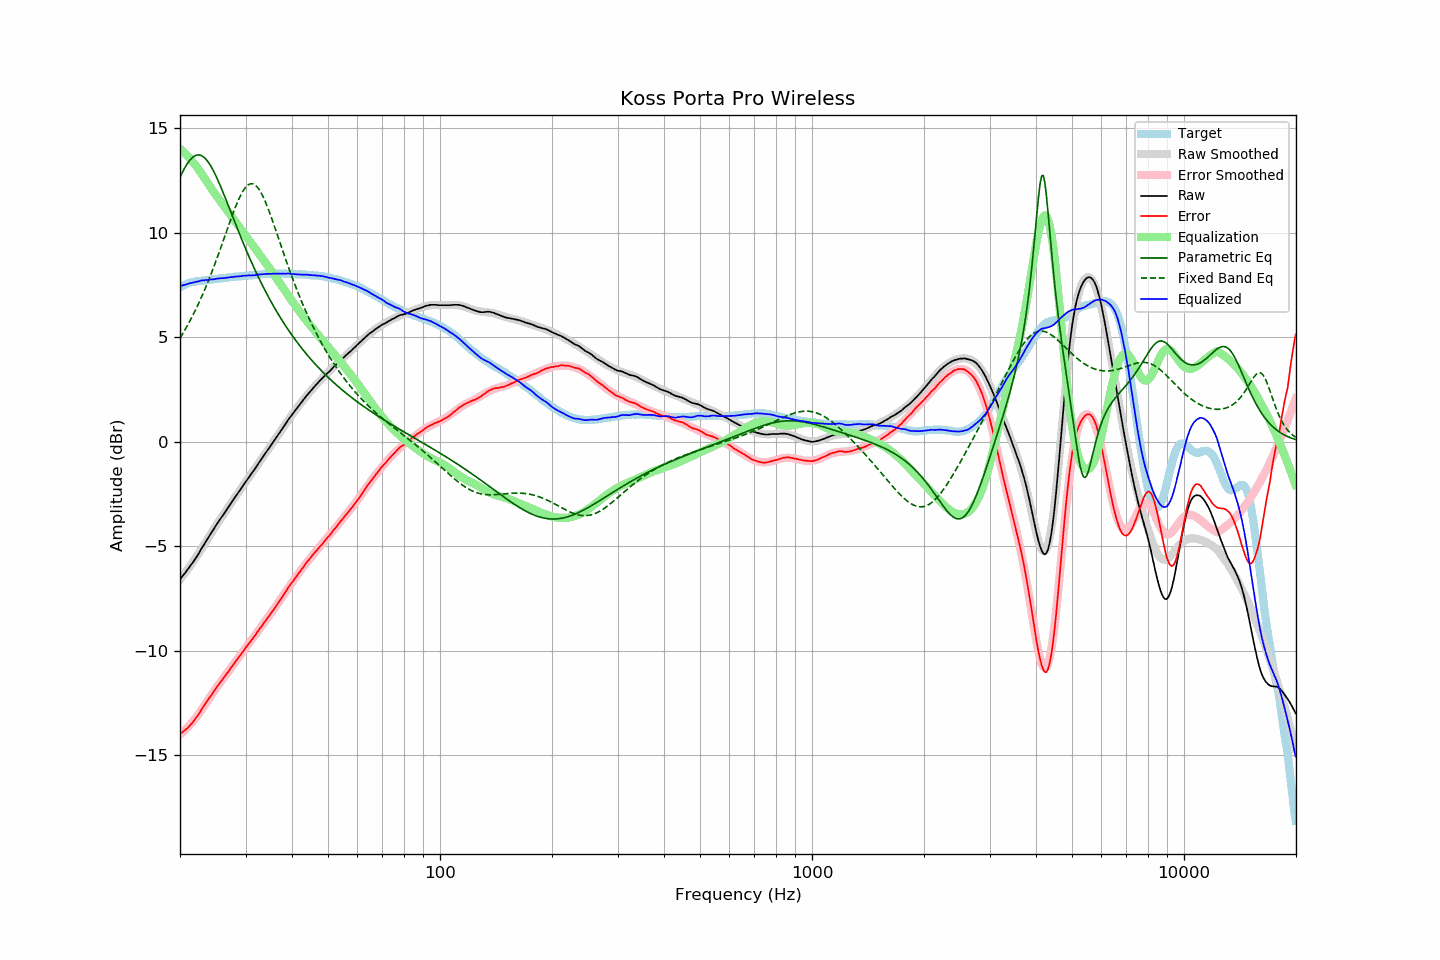 Koss Porta Pro Wireless
Target
Raw Smoothed
Error Smoothed
Raw
Error
Equalization
Parametric Eq
Fixed Band Eq
Equalized
Amplitude (dBr)
15
10
5
0
−5
−10
−15
100
1000
10000
Frequency (Hz)